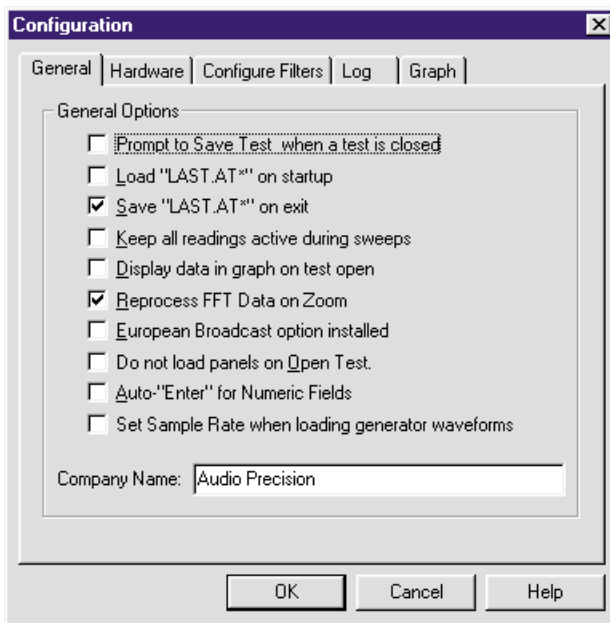 Configuration
General Hardware Configure Filters Log Graph
General Options
Prompt to Save Test when a test is closed
Load "LAST.AT*" on startup
Save "LAST.AT*" on exit
Keep all readings active during sweeps
Display data in graph on test open
Reprocess FFT Data on Zoom
European Broadcast option installed
Do not load panels on Open Test.
Auto-"Enter" for Numeric Fields
Set Sample Rate when loading generator waveforms
Company Name: Audio Precision
OK Cancel Help